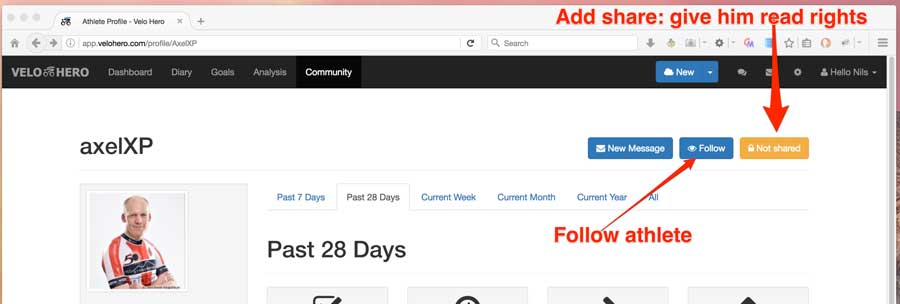 Add share: give him read rights
Athlete Profile - Velo Hero
app.velohero.com/profile/AxelXP
Search
VELO HERO Dashboard Diary Goals Analysis Community New Hello Nils
axelXP
New Message Follow Not shared
Past 7 Days Past 28 Days Current Week Current Month Current Year All
Follow athlete
Past 28 Days